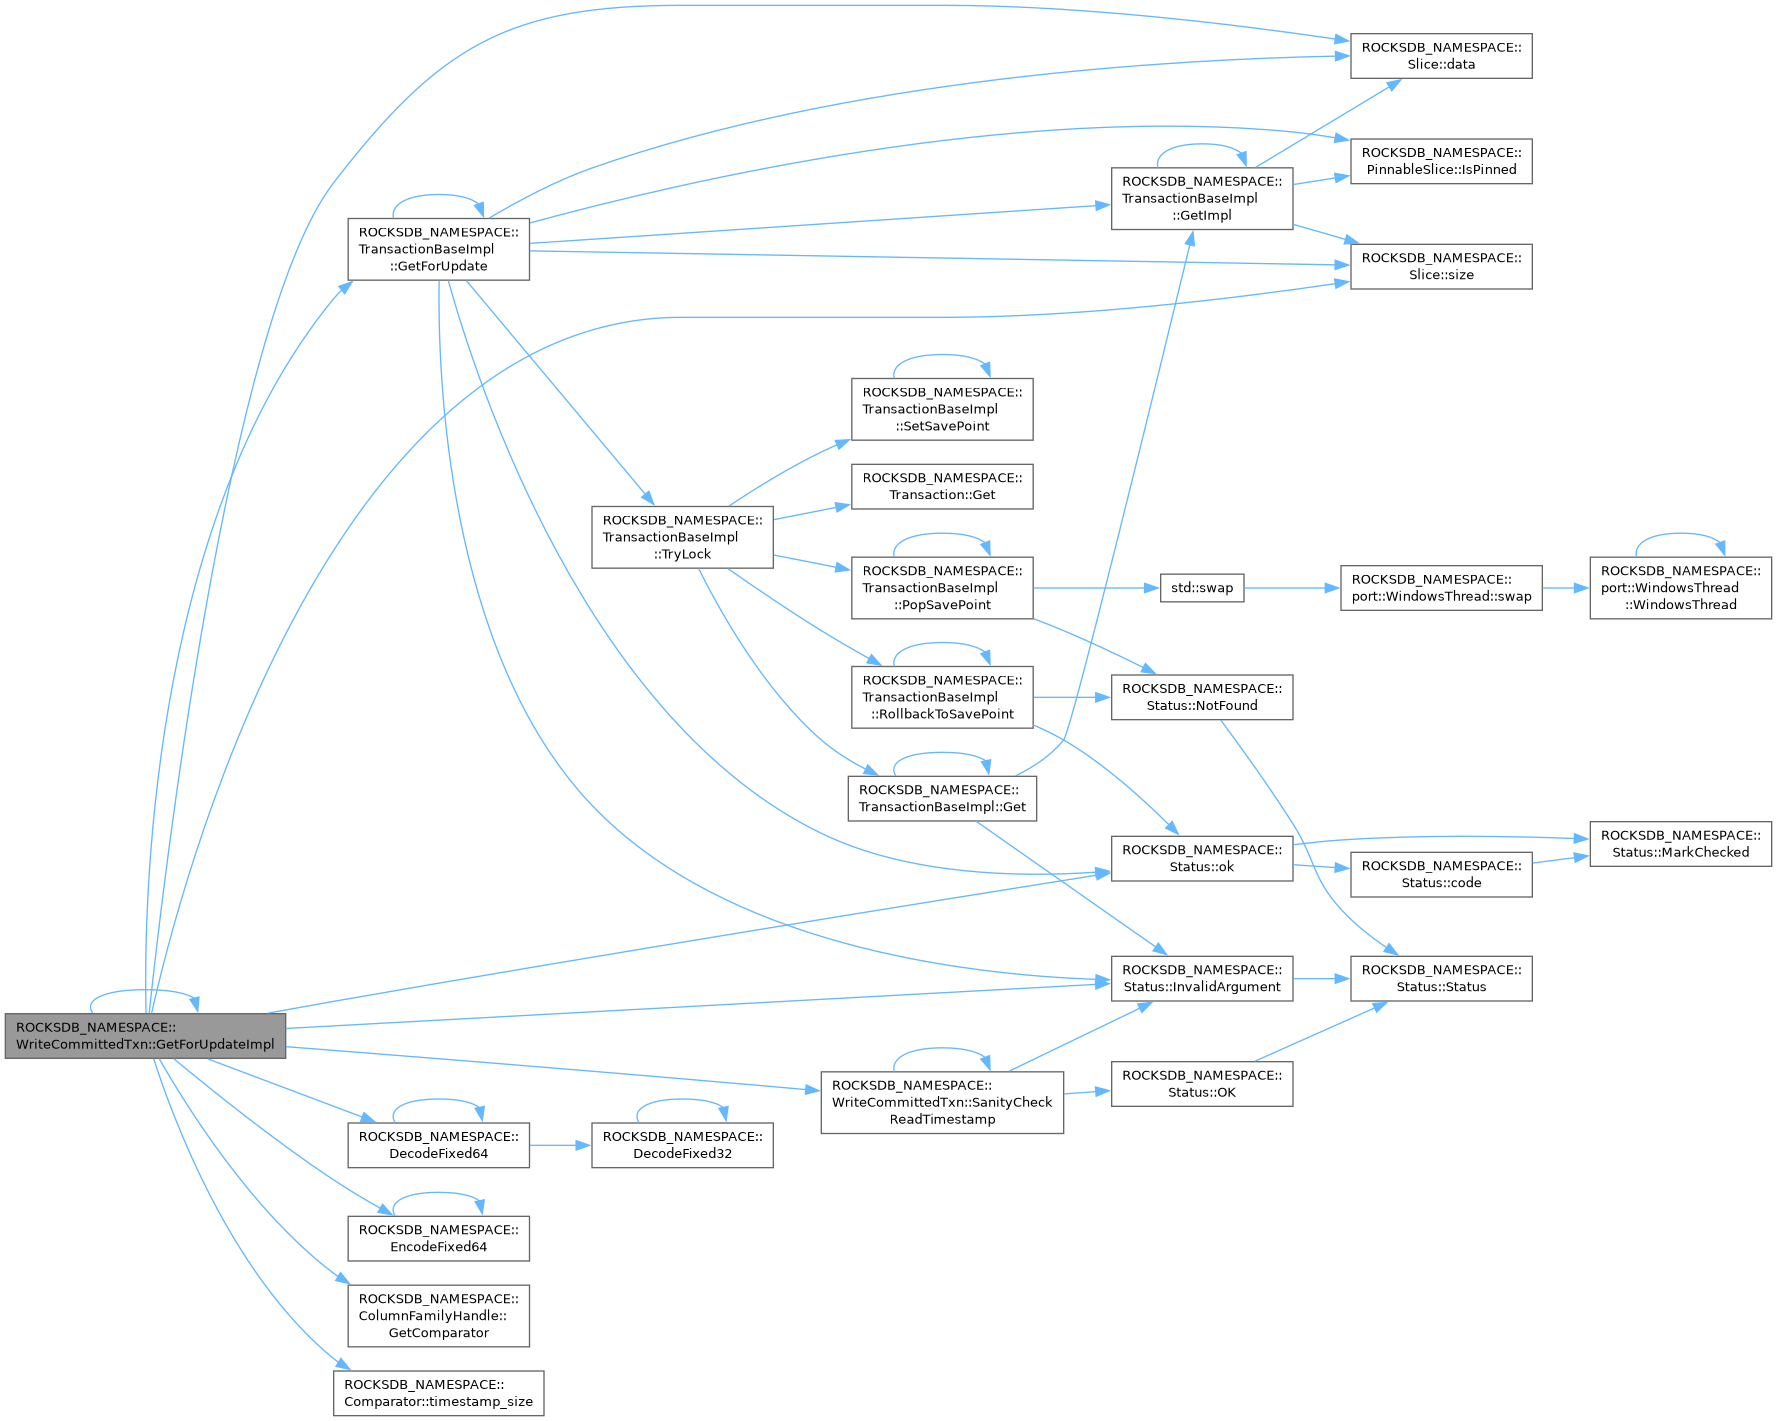 ROCKSDB_NAMESPACE::
Slice::data
ROCKSDB_NAMESPACE::
PinnableSlice::IsPinned
ROCKSDB_NAMESPACE::
TransactionBaseImpl
::GetImpl
ROCKSDB_NAMESPACE::
TransactionBaseImpl
::GetForUpdate
ROCKSDB_NAMESPACE::
Slice::size
ROCKSDB_NAMESPACE::
TransactionBaseImpl
::SetSavePoint
ROCKSDB_NAMESPACE::
Transaction::Get
ROCKSDB_NAMESPACE::
TransactionBaseImpl
::TryLock
ROCKSDB_NAMESPACE::
TransactionBaseImpl
::PopSavePoint
std::swap
ROCKSDB_NAMESPACE::
port::WindowsThread::swap
ROCKSDB_NAMESPACE::
port::WindowsThread
::WindowsThread
ROCKSDB_NAMESPACE::
TransactionBaseImpl
::RollbackToSavePoint
ROCKSDB_NAMESPACE::
Status::NotFound
ROCKSDB_NAMESPACE::
TransactionBaseImpl::Get
ROCKSDB_NAMESPACE::
Status::ok
ROCKSDB_NAMESPACE::
Status::code
ROCKSDB_NAMESPACE::
Status::MarkChecked
ROCKSDB_NAMESPACE::
Status::InvalidArgument
ROCKSDB_NAMESPACE::
Status::Status
ROCKSDB_NAMESPACE::
WriteCommittedTxn::GetForUpdateImpl
ROCKSDB_NAMESPACE::
WriteCommittedTxn::SanityCheck
ReadTimestamp
ROCKSDB_NAMESPACE::
Status::OK
ROCKSDB_NAMESPACE::
DecodeFixed64
ROCKSDB_NAMESPACE::
DecodeFixed32
ROCKSDB_NAMESPACE::
EncodeFixed64
ROCKSDB_NAMESPACE::
ColumnFamilyHandle::
GetComparator
ROCKSDB_NAMESPACE::
Comparator::timestamp_size